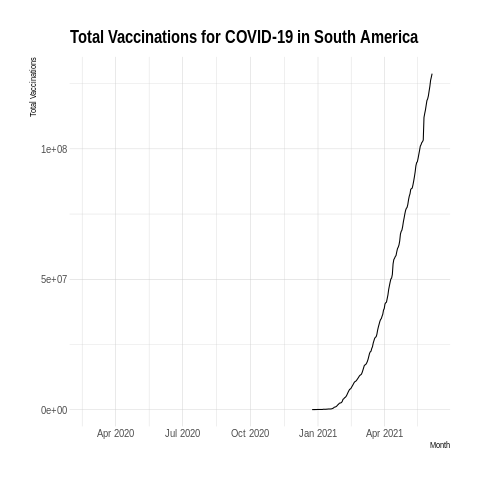 Total Vaccinations for COVID-19 in South America
Total Vaccinations
1e+08
5e+07
0e+00
Apr 2020 Jul 2020 Oct 2020 Jan 2021 Apr 2021
Month